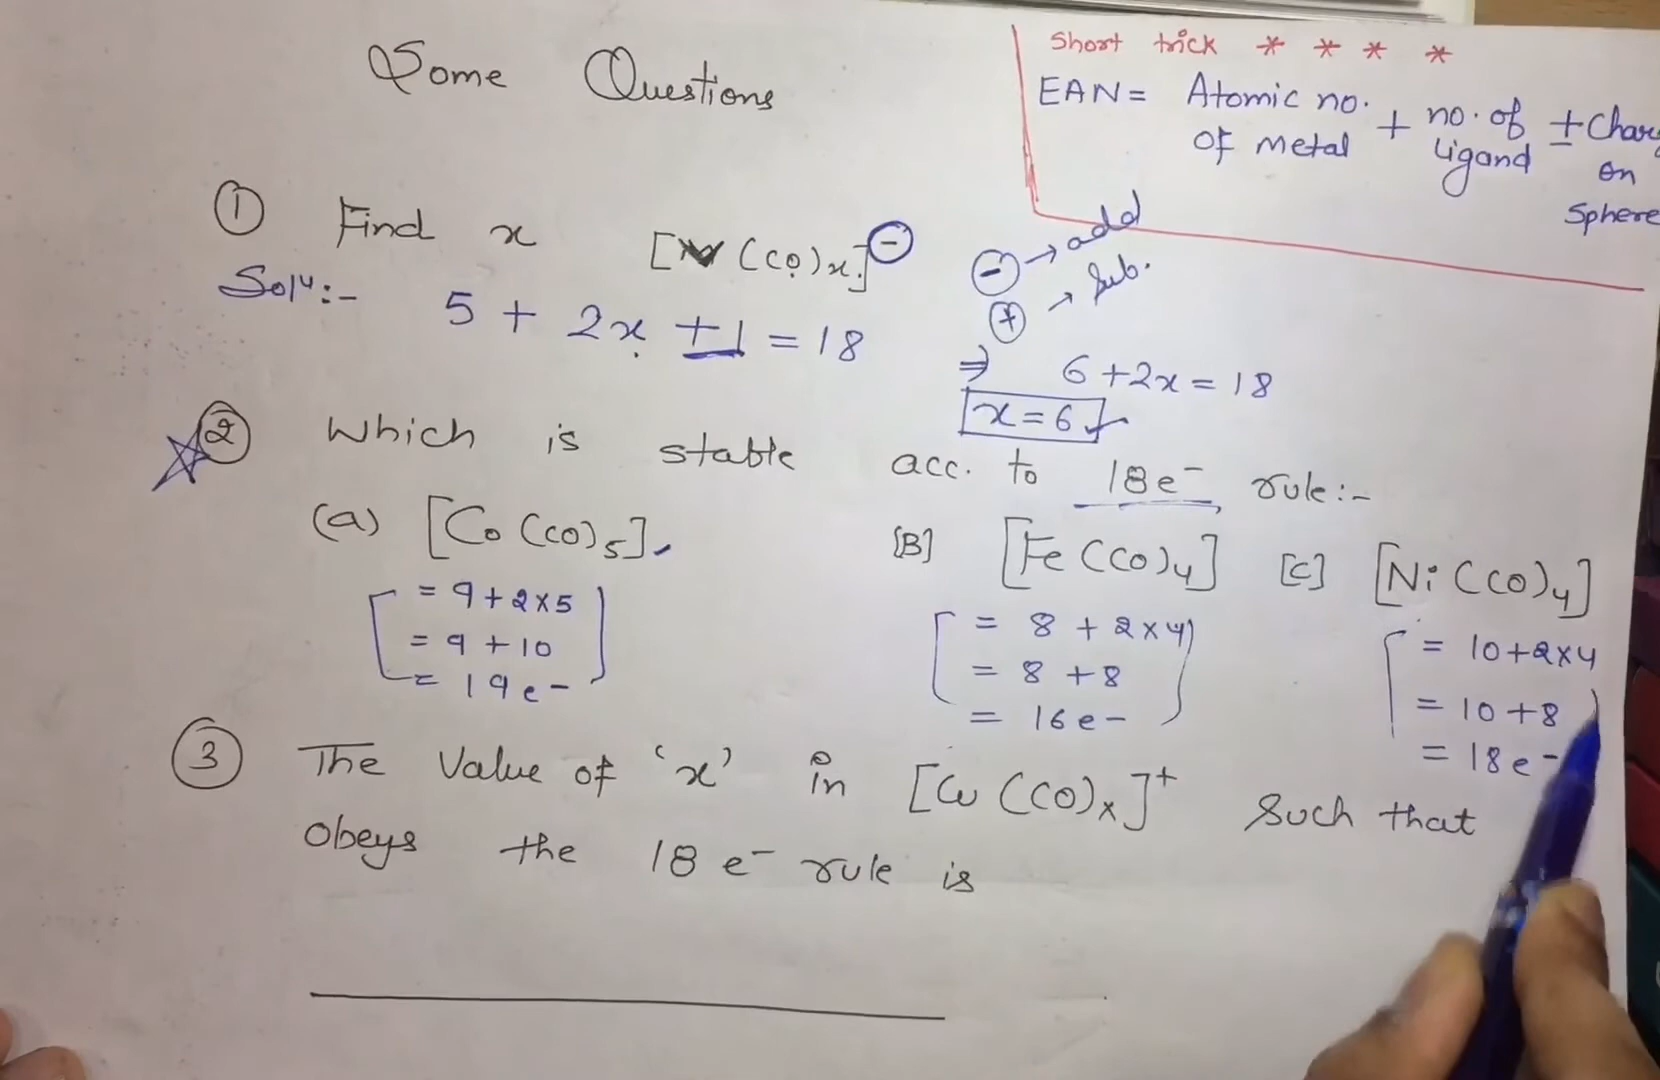 Some Questions
Short trick * * * *
EAN = Atomic no. of metal + no. of ligand ± Charg on Sphere
① Find x [V(CO)x]⊖
⊖ → add
⊕ → Sub.
Solⁿ:- 5 + 2x +1 = 18
⇒ 6 + 2x = 18
x = 6
② Which is stable acc. to 18e⁻ rule:-
(a) [Co(CO)₅] [B] [Fe(CO)₄] [C] [Ni(CO)₄]
= 9 + 2×5
= 9 + 10
= 19e-
= 8 + 2×4
= 8 + 8
= 16e-
= 10+2×4
= 10+8
= 18e-
③ The Value of 'x' in [Cu(CO)x]⁺ Such that
obeys the 18 e⁻ rule is